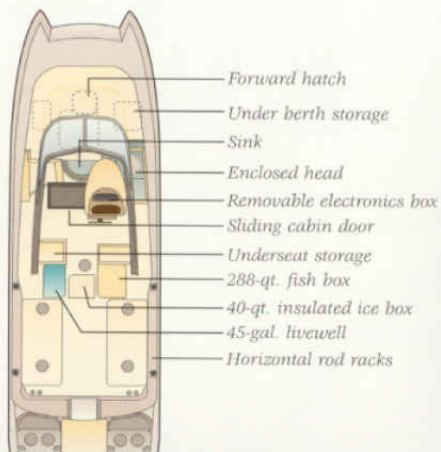 Forward hatch
Under berth storage
Sink
Enclosed head
Removable electronics box
Sliding cabin door
Underseat storage
288-qt. fish box
40-qt. insulated ice box
45-gal. livewell
Horizontal rod racks